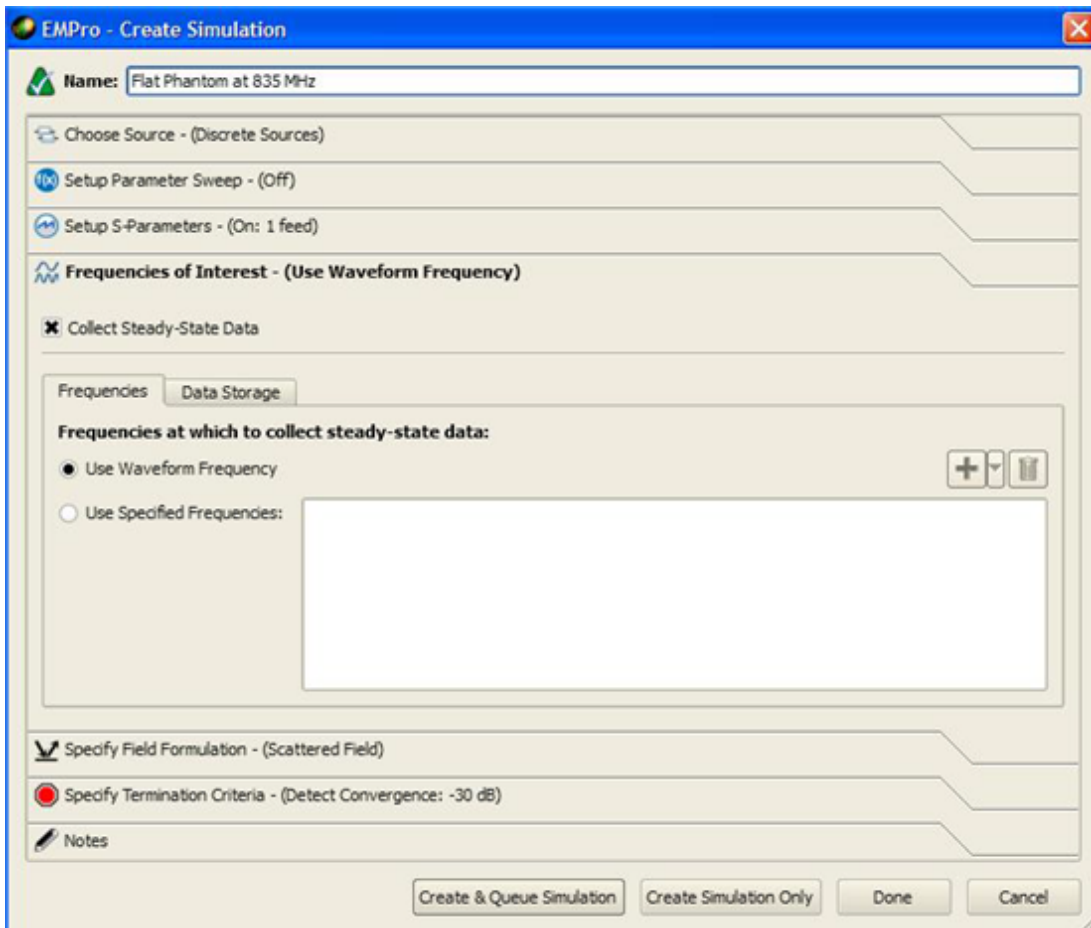 EMPro - Create Simulation
Name: Flat Phantom at 835 MHz
Choose Source - (Discrete Sources)
f(x) Setup Parameter Sweep - (Off)
Setup S-Parameters - (On: 1 feed)
Frequencies of Interest - (Use Waveform Frequency)
Collect Steady-State Data
Frequencies Data Storage
Frequencies at which to collect steady-state data:
Use Waveform Frequency
Use Specified Frequencies:
Specify Field Formulation - (Scattered Field)
Specify Termination Criteria - (Detect Convergence: -30 dB)
Notes
Create & Queue Simulation Create Simulation Only Done Cancel